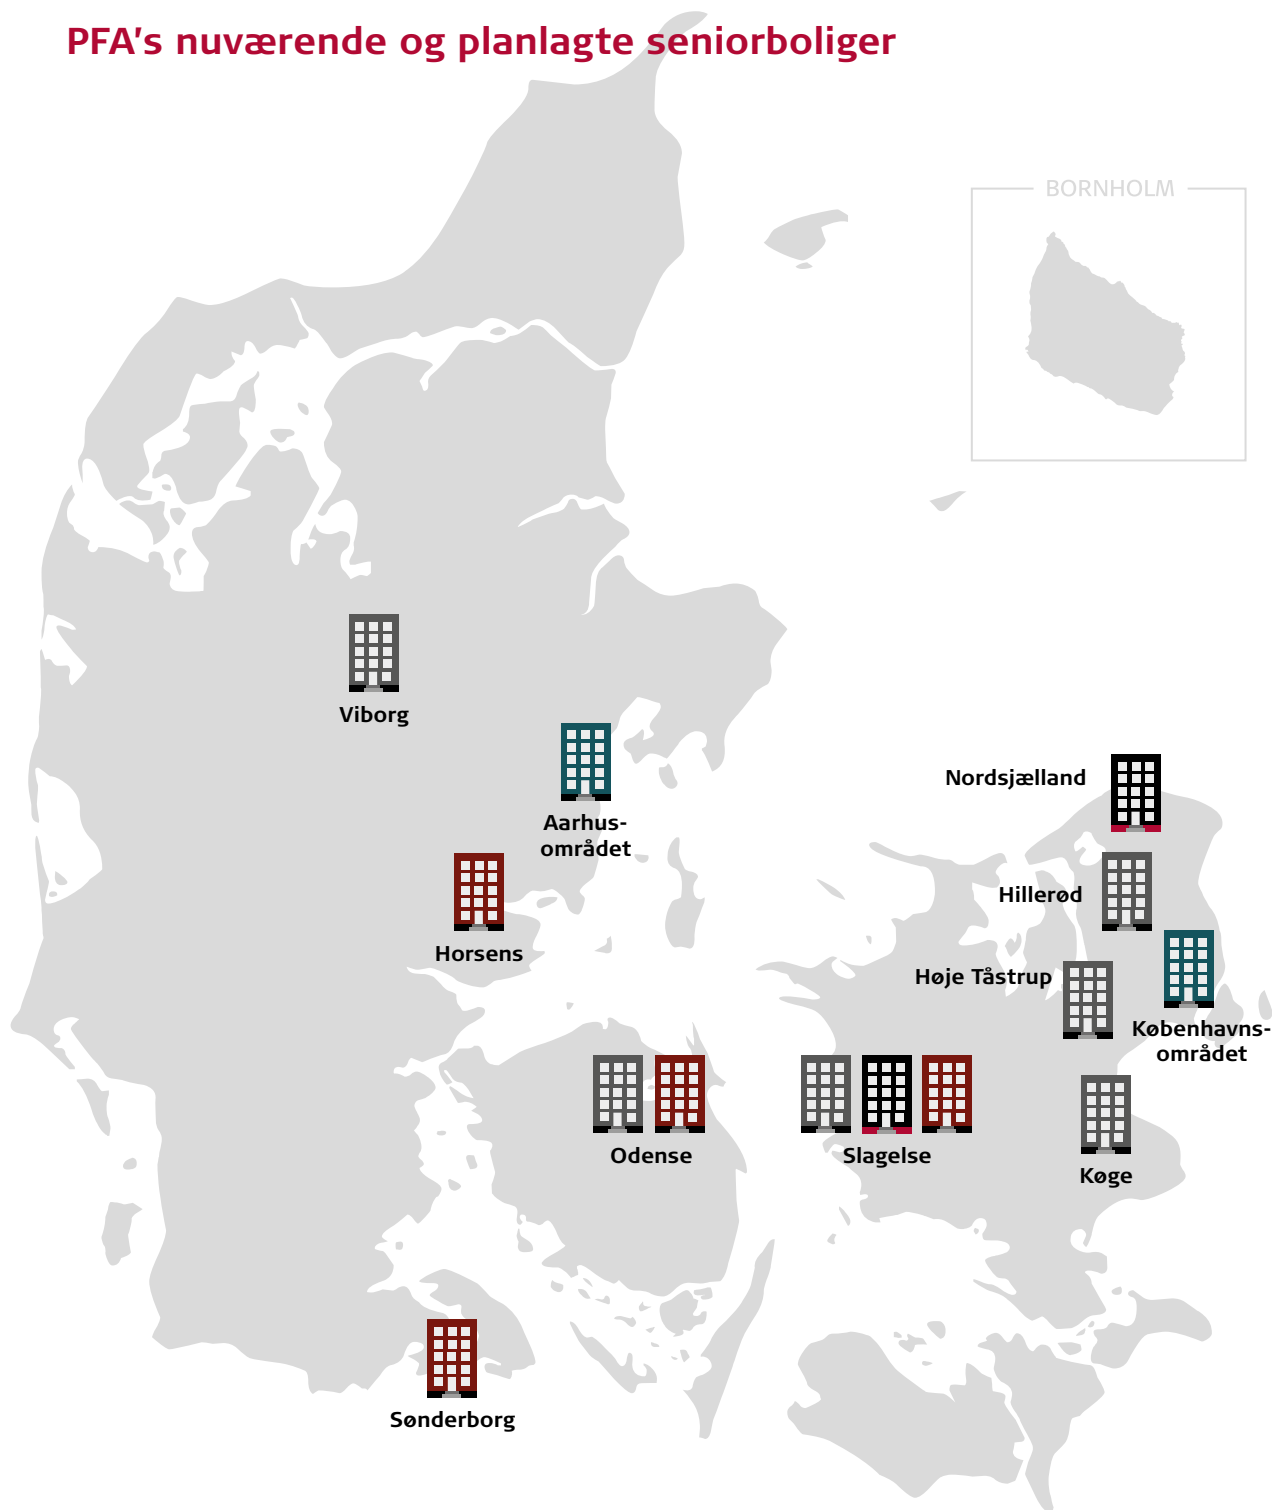 PFA's nuværende og planlagte seniorboliger
BORNHOLM
Viborg
Aarhus-
området
Nordsjælland
Hillerød
Horsens
Høje Tåstrup
Københavns-
området
Odense
Slagelse
Køge
Sønderborg